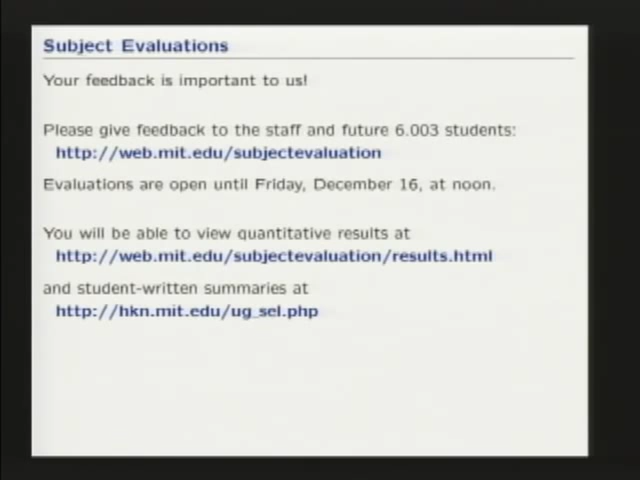 Subject Evaluations
Your feedback is important to us!
Please give feedback to the staff and future 6.003 students:
http://web.mit.edu/subjectevaluation
Evaluations are open until Friday, December 16, at noon.
You will be able to view quantitative results at
http://web.mit.edu/subjectevaluation/results.html
and student-written summaries at
http://hkn.mit.edu/ug_sel.php